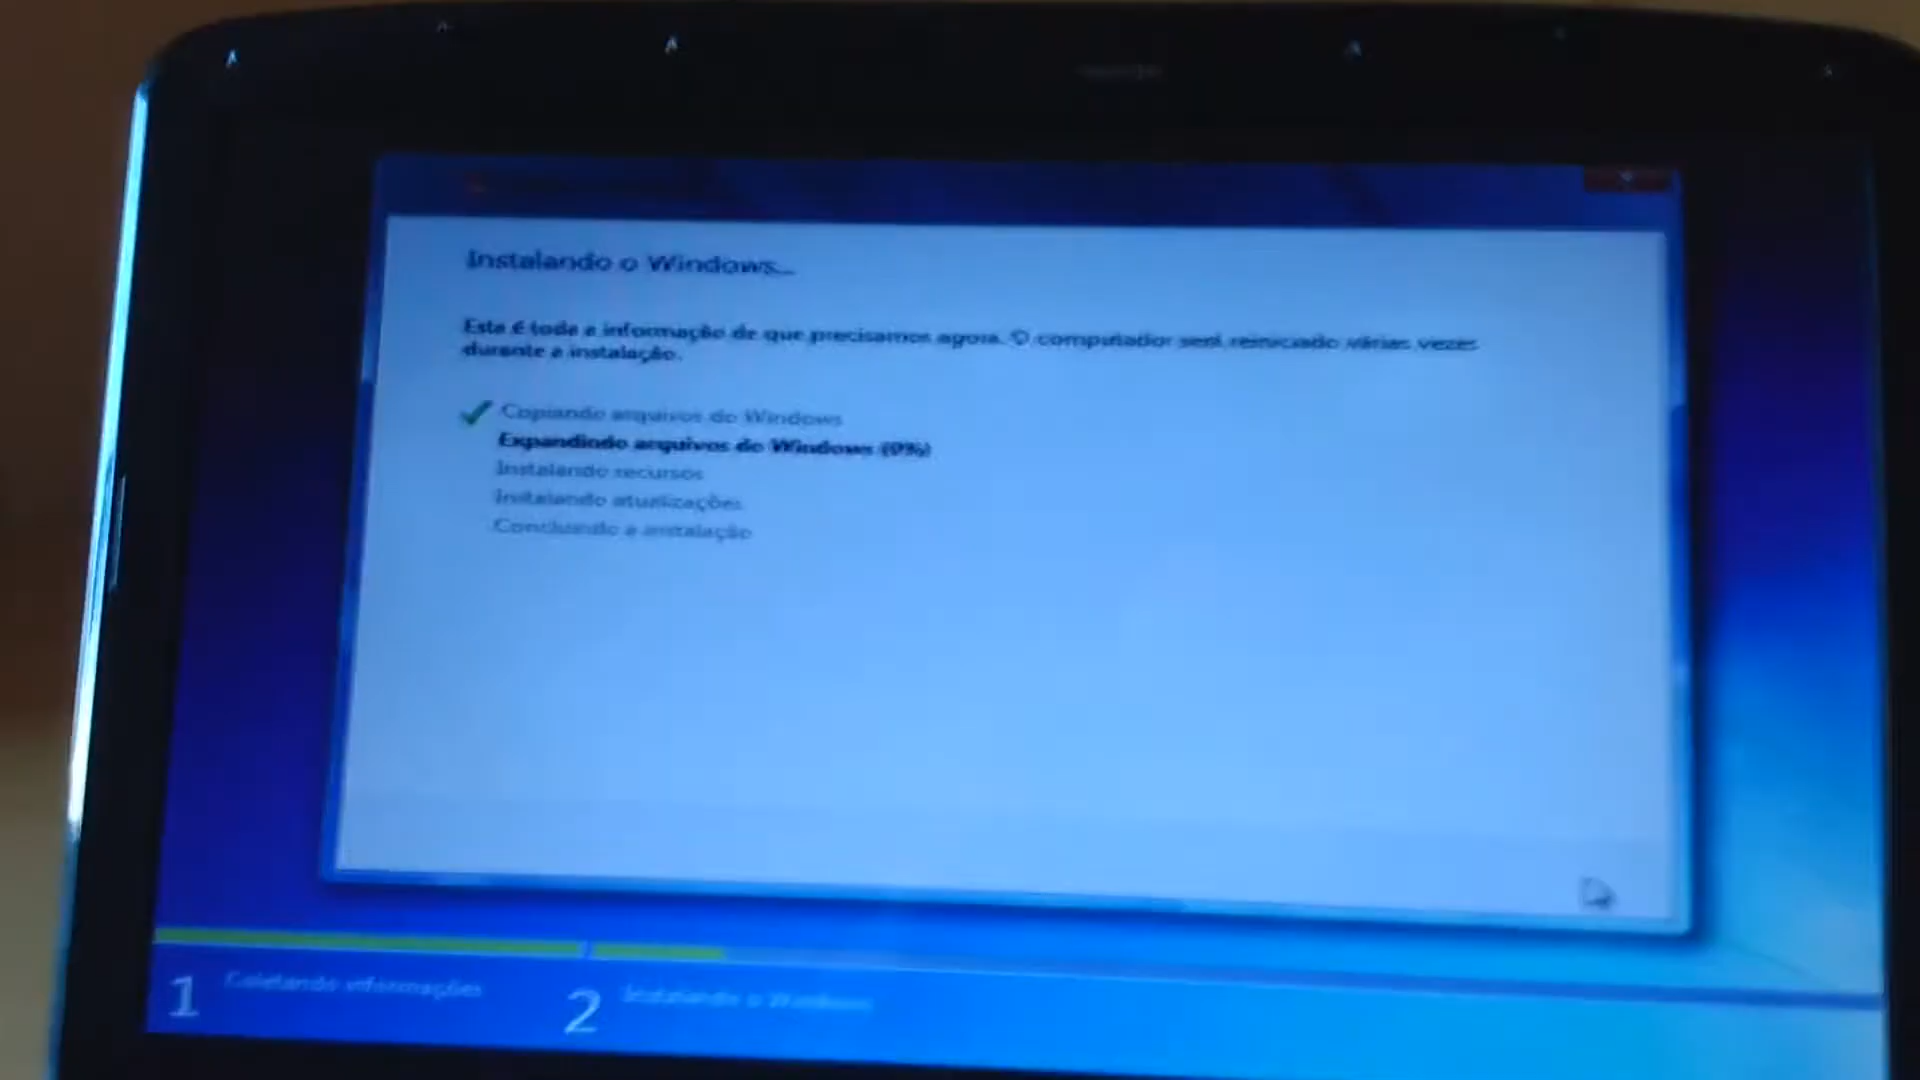 Instalando o Windows...
Esta é toda a informação de que precisamos agora. O computador será reiniciado várias vezes
durante a instalação.
Copiando arquivos do Windows
Expandindo arquivos do Windows (0%)
Instalando recursos
Instalando atualizações
Concluindo a instalação
1 Coletando informações
2 Instalando o Windows